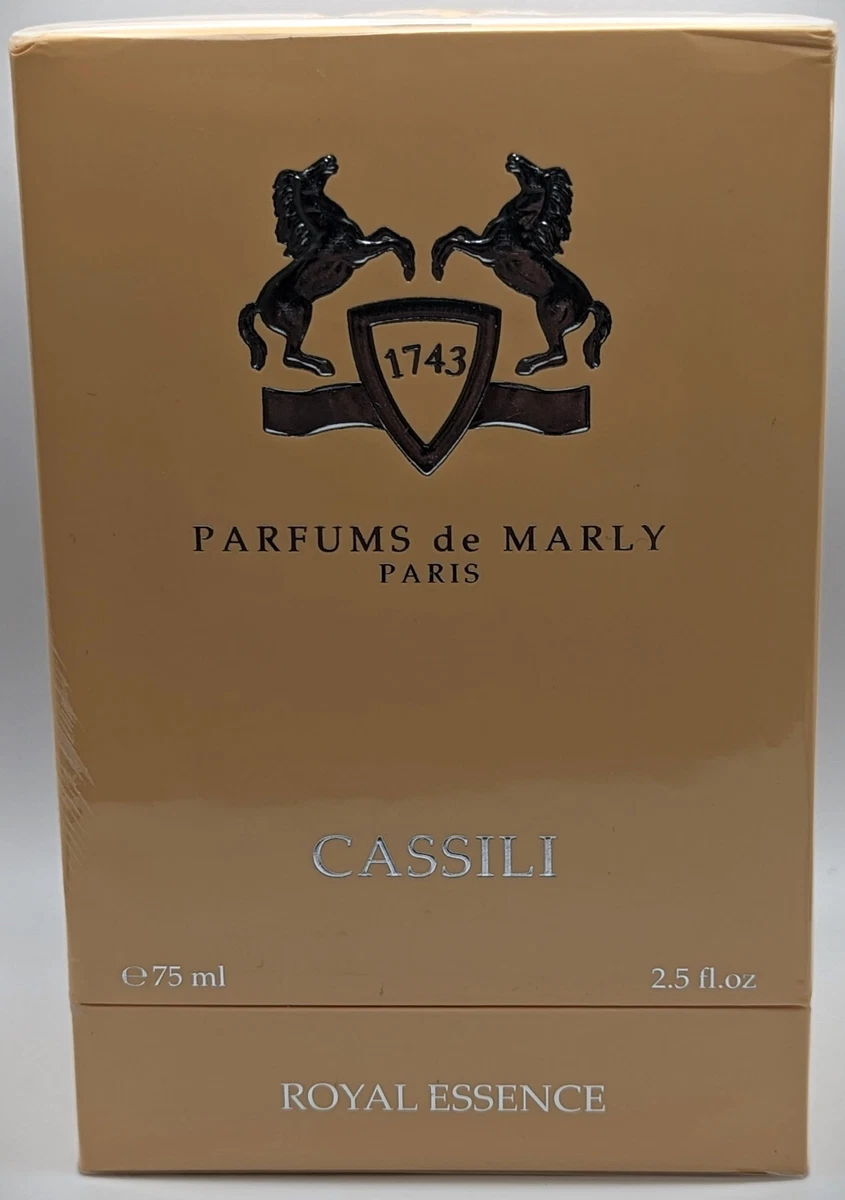 1743
PARFUMS de MARLY
PARIS
CASSILI
℮75 ml 2.5 fl.oz
ROYAL ESSENCE